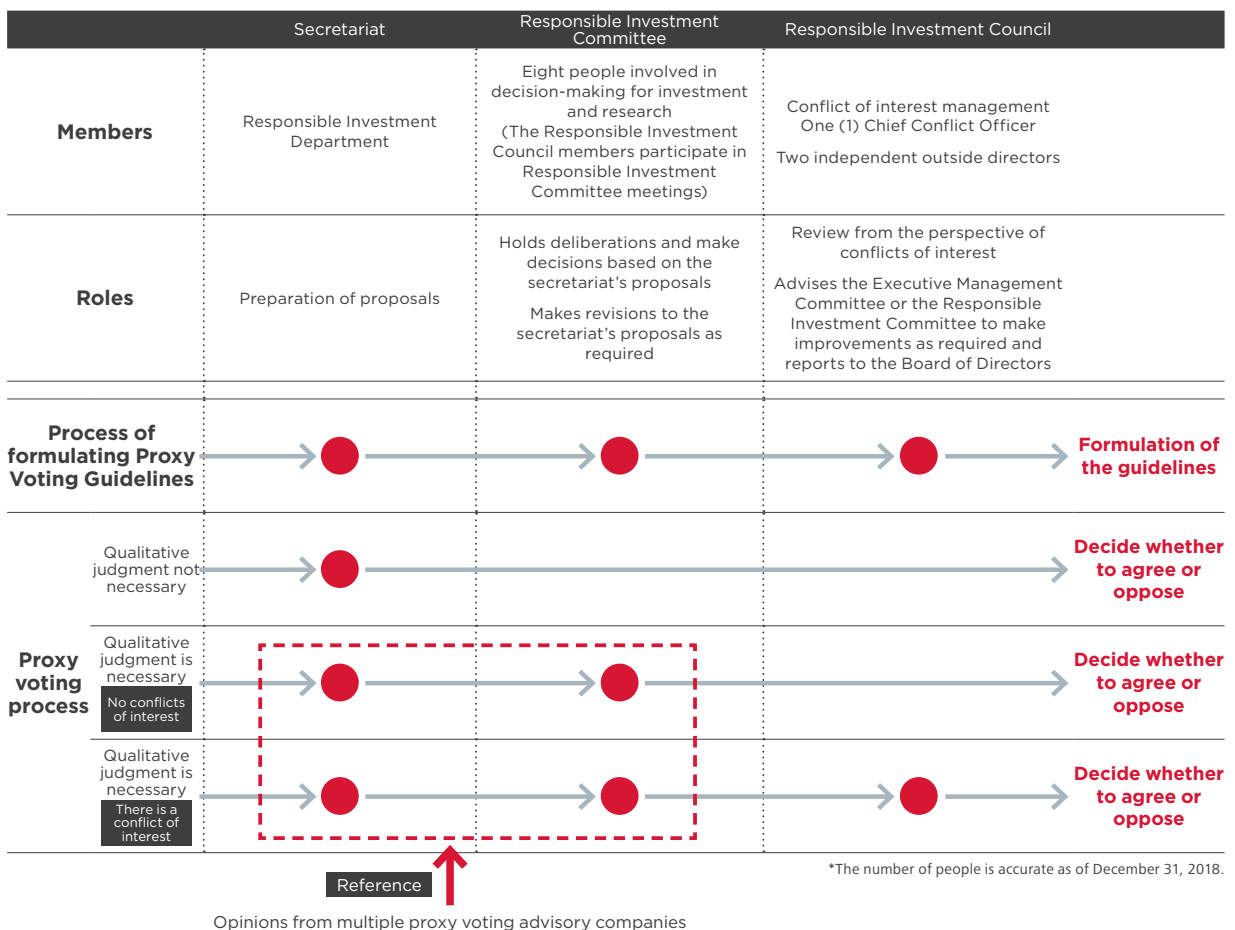 Secretariat
Responsible Investment
Committee
Responsible Investment Council
Members
Responsible Investment
Department
Eight people involved in
decision-making for investment
and research
(The Responsible Investment
Council members participate in
Responsible Investment
Committee meetings)
Conflict of interest management
One (1) Chief Conflict Officer
Two independent outside directors
Roles
Preparation of proposals
Holds deliberations and make
decisions based on the
secretariat's proposals
Makes revisions to the
secretariat's proposals as
required
Review from the perspective of
conflicts of interest
Advises the Executive Management
Committee or the Responsible
Investment Committee to make
improvements as required and
reports to the Board of Directors
Process of
formulating Proxy
Voting Guidelines
Formulation of
the guidelines
Proxy
voting
process
Qualitative
judgment not
necessary
Decide whether
to agree or
oppose
Qualitative
judgment is
necessary
No conflicts
of interest
Decide whether
to agree or
oppose
Qualitative
judgment is
necessary
There is a
conflict of
interest
Decide whether
to agree or
oppose
*The number of people is accurate as of December 31, 2018.
Reference
Opinions from multiple proxy voting advisory companies